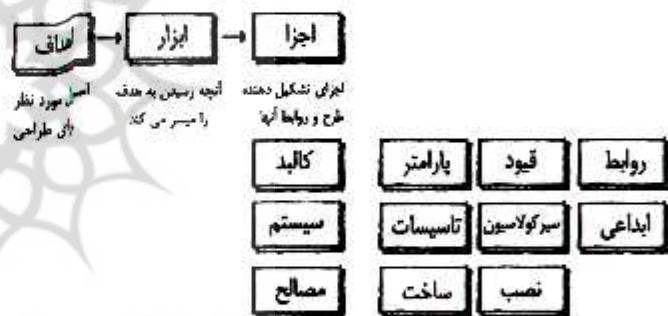 اجزا
ابزار
اهداف
اجزای تشکیل دهنده
طرح و روابط آنها
آنچه رسیدن به هدف
را میسر می کند
اصول مورد نظر
طراحی
روابط قیود پارامتر کالبد
ابداعی سیرکولاسیون تاسیسات سیستم
نصب ساخت مصالح